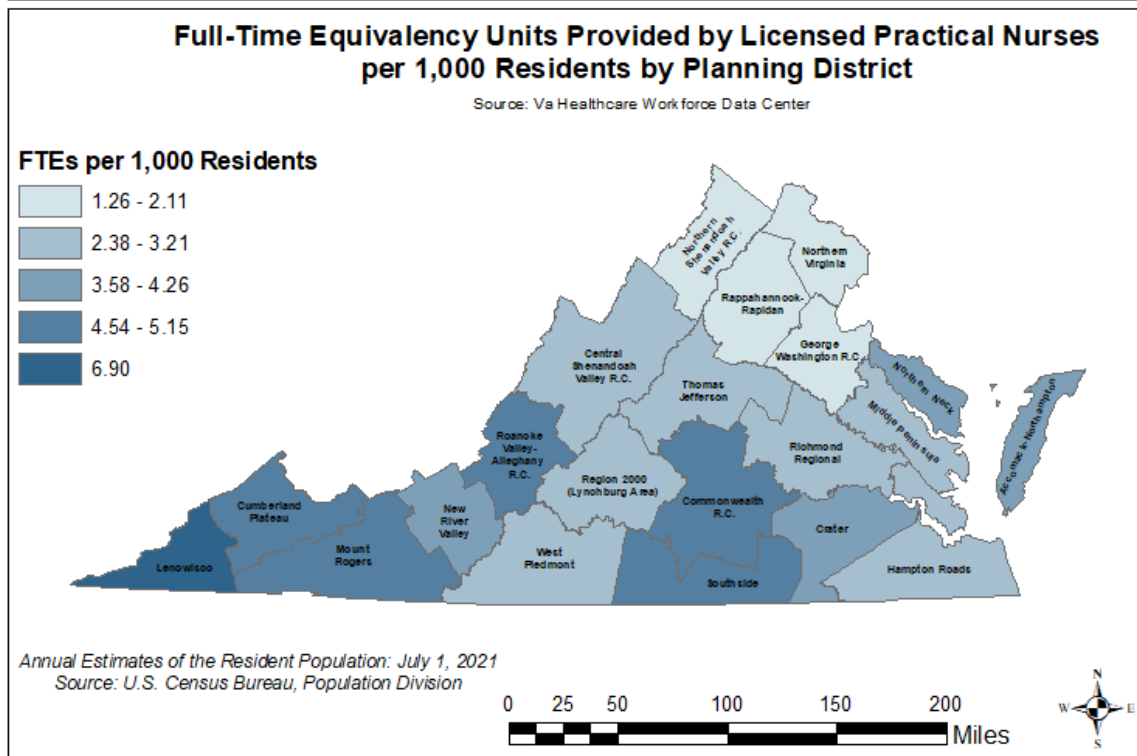 Full-Time Equivalency Units Provided by Licensed Practical Nurses
per 1,000 Residents by Planning District
Source: Va Healthcare Workforce Data Center
FTEs per 1,000 Residents
1.26 - 2.11
2.38 - 3.21
3.58 - 4.26
4.54 - 5.15
6.90
Northern
Shenandoah
Valley R.C.
Northern
Virginia
Rappahannock-
Rapidan
George
Washington R.C.
Central
Shenandoah
Valley R.C.
Northern Neck
Thomas
Jefferson
Middle Peninsula
Accomack-Northampton
Roanoke
Valley-
Alleghany
R.C.
Richmond
Regional
Region 2000
(Lynchburg Area)
Commonwealth
R.C.
Cumberland
Plateau
New
River
Valley
Crater
Mount
Rogers
West
Piedmont
Lenowisco
Southside
Hampton Roads
Annual Estimates of the Resident Population: July 1, 2021
Source: U.S. Census Bureau, Population Division
0 25 50 100 150 200
Miles
N
W E
S